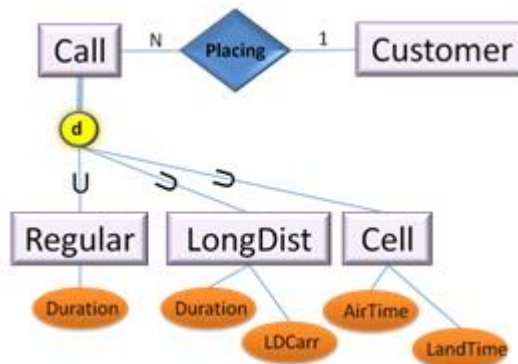 Call
N
Placing
1
Customer
d
Regular
LongDist
Cell
Duration
Duration
LDCarr
AirTime
LandTime